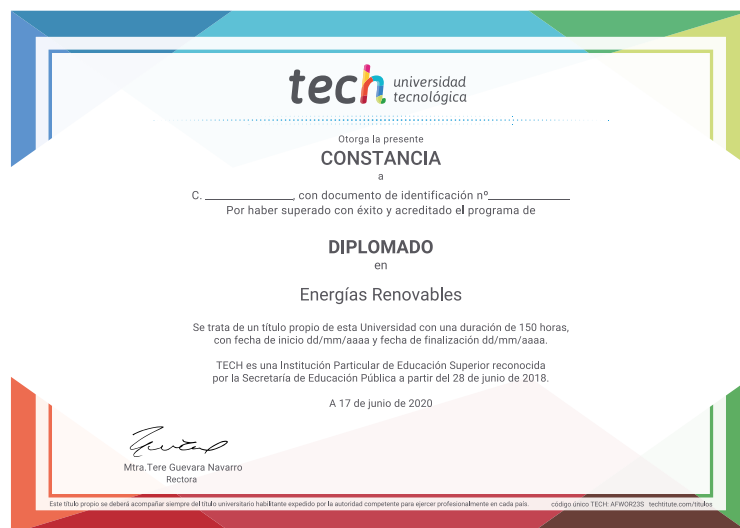 tech universidad
tecnológica
Otorga la presente
CONSTANCIA
a
C. ______________, con documento de identificación nº______________
Por haber superado con éxito y acreditado el programa de
DIPLOMADO
en
Energías Renovables
Se trata de un título propio de esta Universidad con una duración de 150 horas,
con fecha de inicio dd/mm/aaaa y fecha de finalización dd/mm/aaaa.
TECH es una Institución Particular de Educación Superior reconocida
por la Secretaría de Educación Pública a partir del 28 de junio de 2018.
A 17 de junio de 2020
Mtra.Tere Guevara Navarro
Rectora
Este título propio se deberá acompañar siempre del título universitario habilitante expedido por la autoridad competente para ejercer profesionalmente en cada país. código único TECH: AFWOR23S techtitute.com/titulos